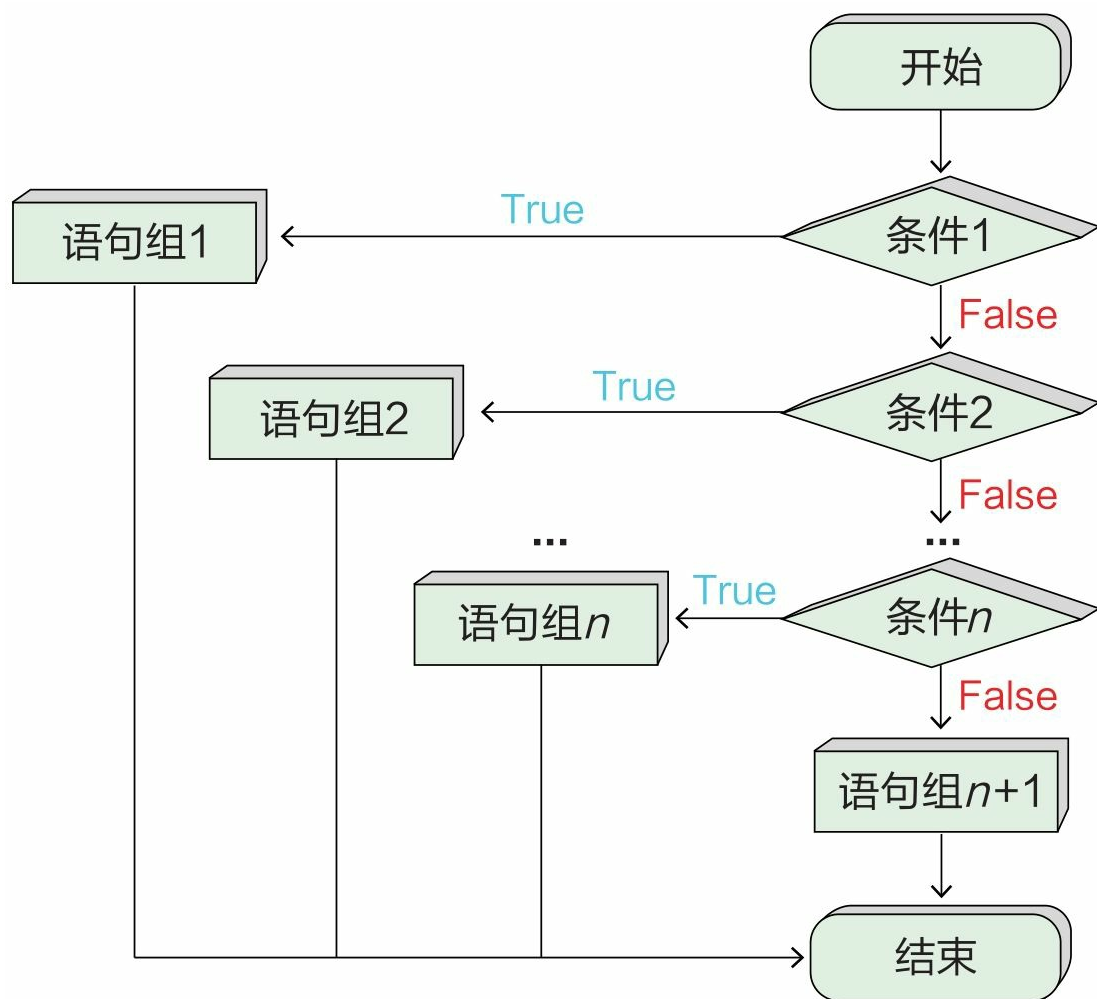 开始
True
条件1
语句组1
False
True
条件2
语句组2
False
...
...
True
条件n
语句组n
False
语句组n+1
结束